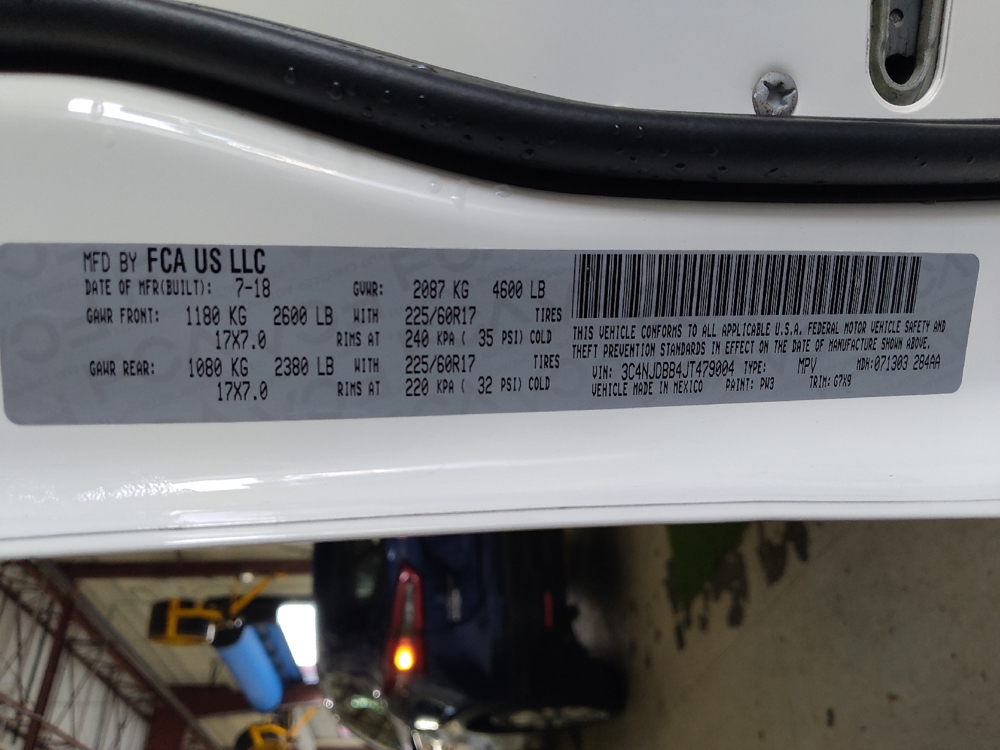 MFD BY FCA US LLC
DATE OF MFR(BUILT): 7-18 GVWR: 2087 KG 4600 LB
GAWR FRONT: 1180 KG 2600 LB WITH 225/60R17 TIRES
17X7.0 RIMS AT 240 KPA ( 35 PSI) COLD
GAWR REAR: 1080 KG 2380 LB WITH 225/60R17 TIRES
17X7.0 RIMS AT 220 KPA ( 32 PSI) COLD
THIS VEHICLE CONFORMS TO ALL APPLICABLE U.S.A. FEDERAL MOTOR VEHICLE SAFETY AND
THEFT PREVENTION STANDARDS IN EFFECT ON THE DATE OF MANUFACTURE SHOWN ABOVE.
VIN: 3C4NJDBB4JT479004 TYPE: MPV MDH:071303 284AA
VEHICLE MADE IN MEXICO PAINT: PW3 TRIM: G7X9